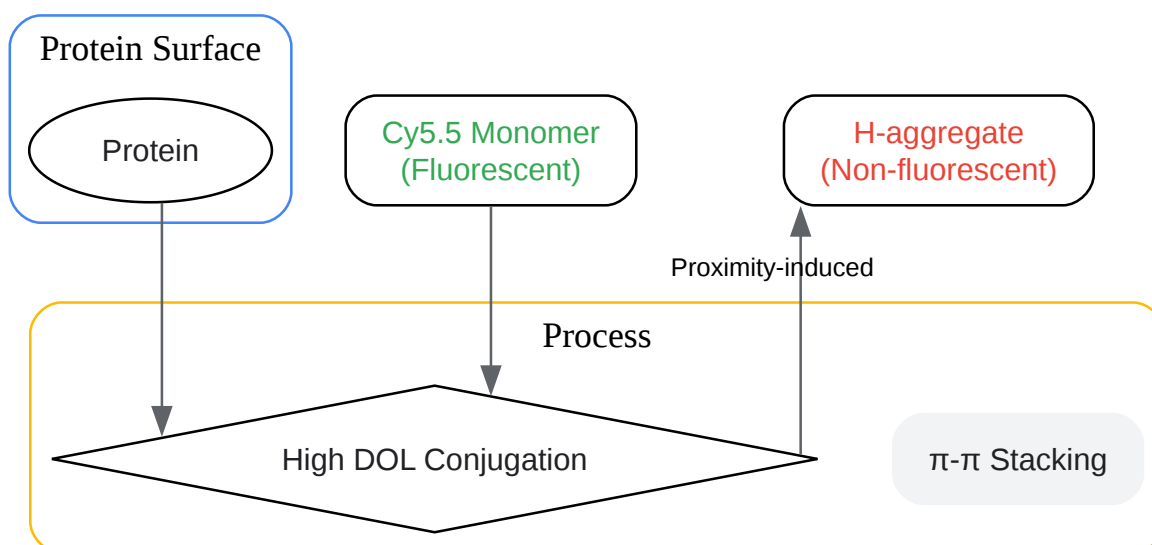 Protein Surface
Protein
Cy5.5 Monomer
(Fluorescent)
H-aggregate
(Non-fluorescent)
Proximity-induced
Process
High DOL Conjugation
π-π Stacking